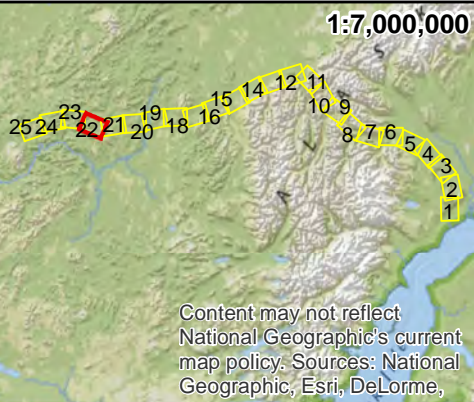 1:7,000,000
25 24 23 22 21 20 19 18 16 15 14 12 11 10 9 8 7 6 5 4 3 2 1
A L A S
Content may not reflect
National Geographic's current
map policy. Sources: National
Geographic, Esri, DeLorme,